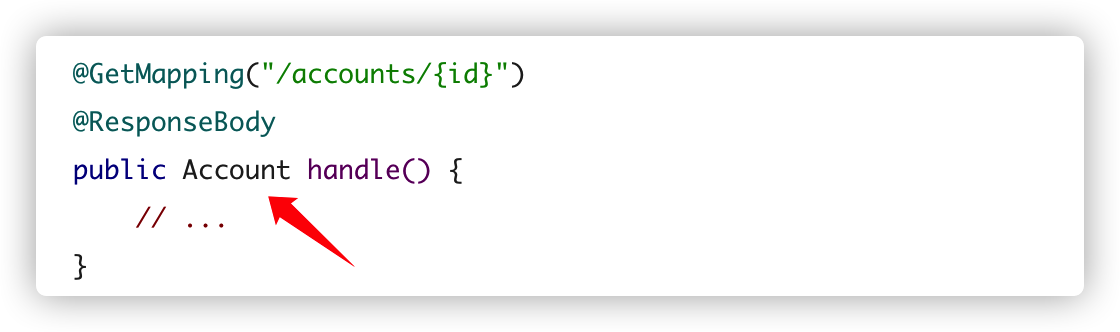 @GetMapping("/accounts/{id}")
@ResponseBody
public Account handle() {
    // ...
}